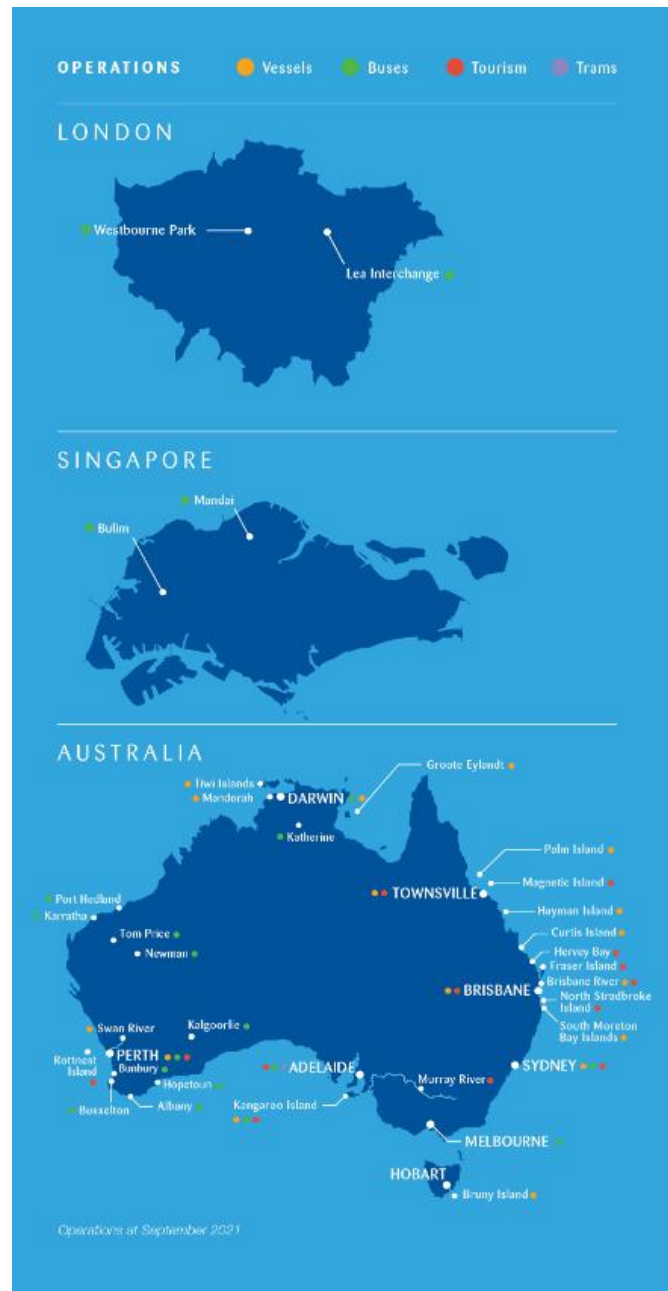 OPERATIONS Vessels Buses Tourism Trams
LONDON
Westbourne Park
Lea Interchange
SINGAPORE
Mandai
Bulim
AUSTRALIA
Groote Eylandt
Tiwi Islands
Mandorah
DARWIN
Katherine
Palm Island
Magnetic Island
TOWNSVILLE
Hayman Island
Port Hedland
Karratha
Curtis Island
Tom Price
Hervey Bay
Newman
Fraser Island
Brisbane River
BRISBANE
North Stradbroke
Island
South Moreton
Bay Islands
Swan River
Kalgoorlie
Rottnest
Island
PERTH
Bunbury
ADELAIDE
SYDNEY
Murray River
Hopetoun
Busselton
Albany
Kangaroo Island
MELBOURNE
HOBART
Bruny Island
Operations at September 2021